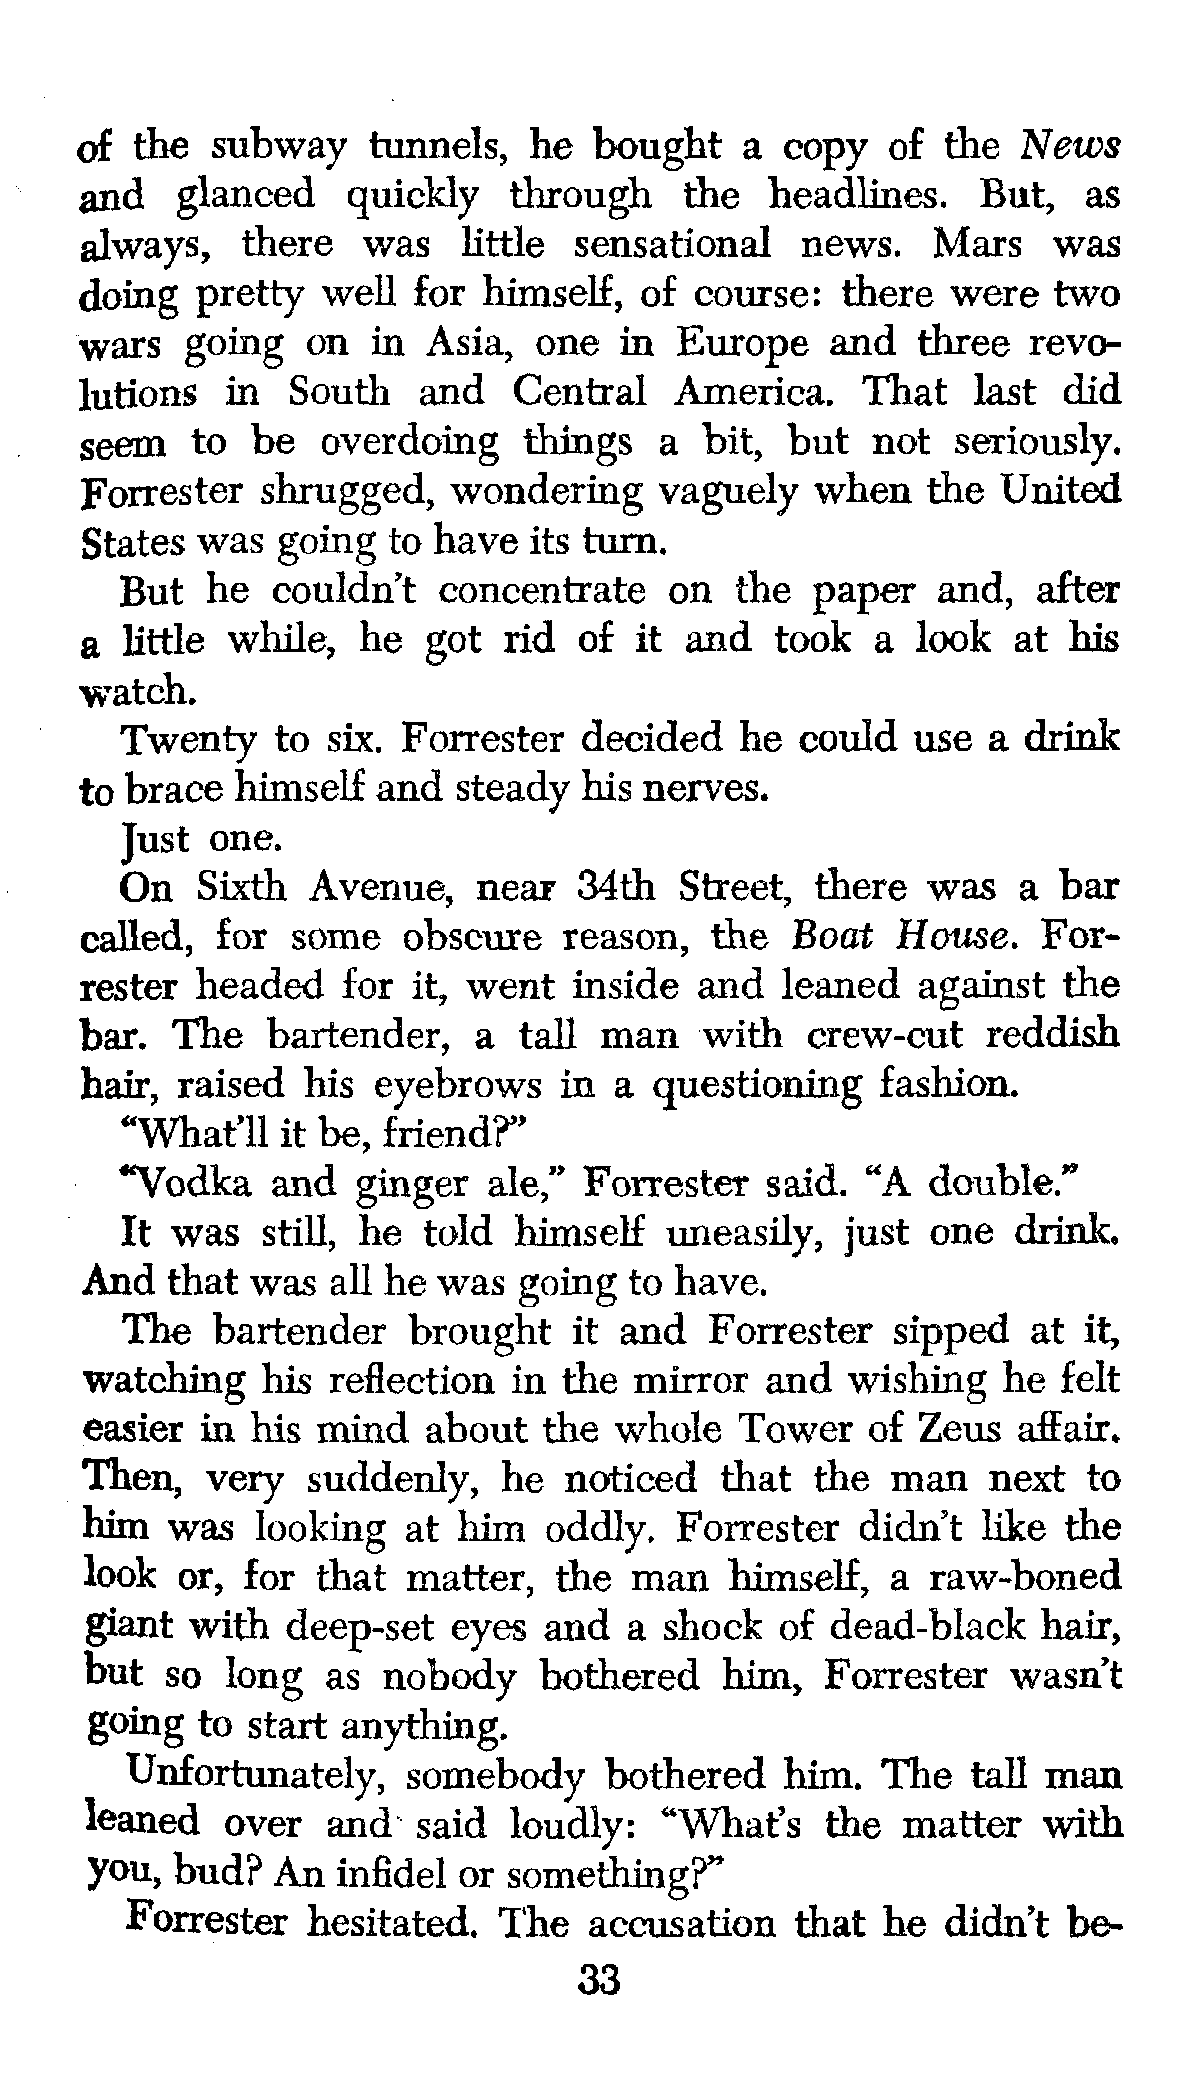 of the subway tunnels, he bought a copy of the News
and glanced quickly through the headlines. But, as
always, there was little sensational news. Mars was
doing pretty well for himself, of course: there were two
wars going on in Asia, one in Europe and three revo-
lutions in South and Central America. That last did
seem to be overdoing things a bit, but not seriously.
Forrester shrugged, wondering vaguely when the United
States was going to have its turn.
But he couldn't concentrate on the paper and, after
a little while, he got rid of it and took a look at his
watch.
Twenty to six. Forrester decided he could use a drink
to brace himself and steady his nerves.
Just one.
On Sixth Avenue, near 34th Street, there was a bar
called, for some obscure reason, the Boat House. For-
rester headed for it, went inside and leaned against the
bar. The bartender, a tall man with crew-cut reddish
hair, raised his eyebrows in a questioning fashion.
“What'll it be, friend?”
“Vodka and ginger ale,” Forrester said. “A double.”
It was still, he told himself uneasily, just one drink.
And that was all he was going to have.
The bartender brought it and Forrester sipped at it,
watching his reflection in the mirror and wishing he felt
easier in his mind about the whole Tower of Zeus affair.
Then, very suddenly, he noticed that the man next to
him was looking at him oddly. Forrester didn't like the
look or, for that matter, the man himself, a raw-boned
giant with deep-set eyes and a shock of dead-black hair,
but so long as nobody bothered him, Forrester wasn't
going to start anything.
Unfortunately, somebody bothered him. The tall man
leaned over and said loudly: “What's the matter with
you, bud? An infidel or something?”
Forrester hesitated. The accusation that he didn't be-
33